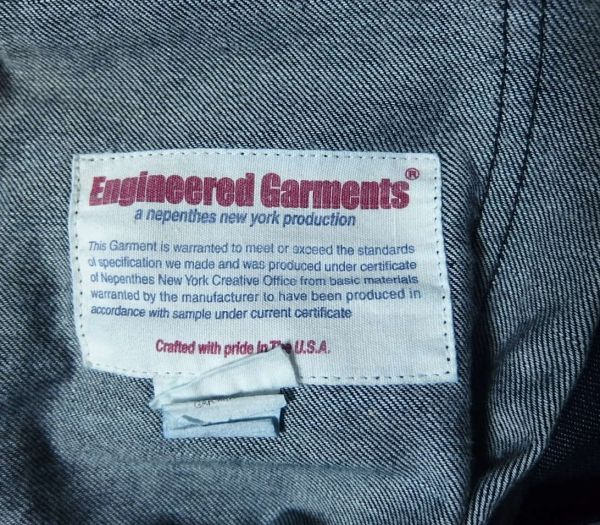 Engineered Garments®
a nepenthes new york production
This Garment is warranted to meet or exceed the standards
of specification we made and was produced under certificate
of Nepenthes New York Creative Office from basic materials
warranted by the manufacturer to have been produced in
accordance with sample under current certificate
Crafted with pride in The U.S.A.